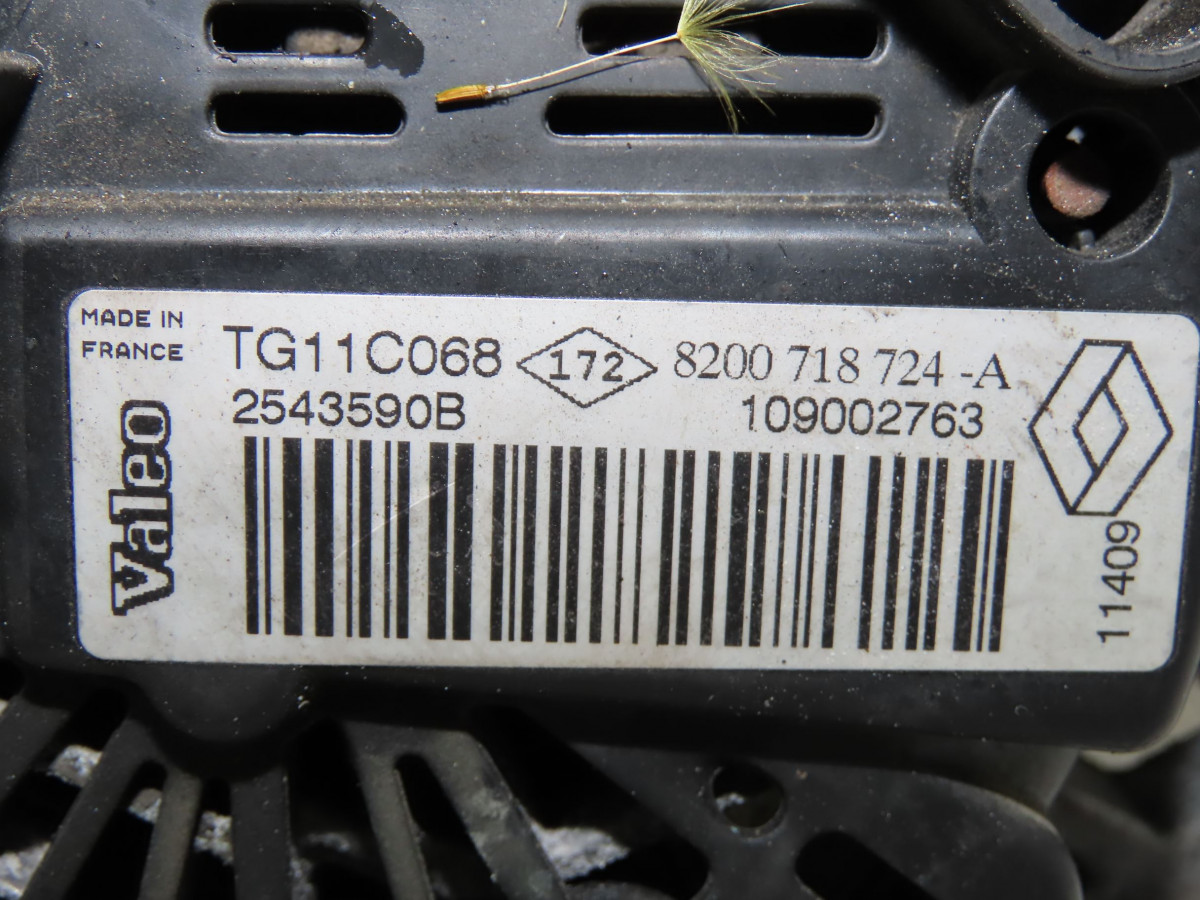 MADE IN
FRANCE
TG11C068 172 8200 718 724 -A
2543590B 109002763
Valeo
11409